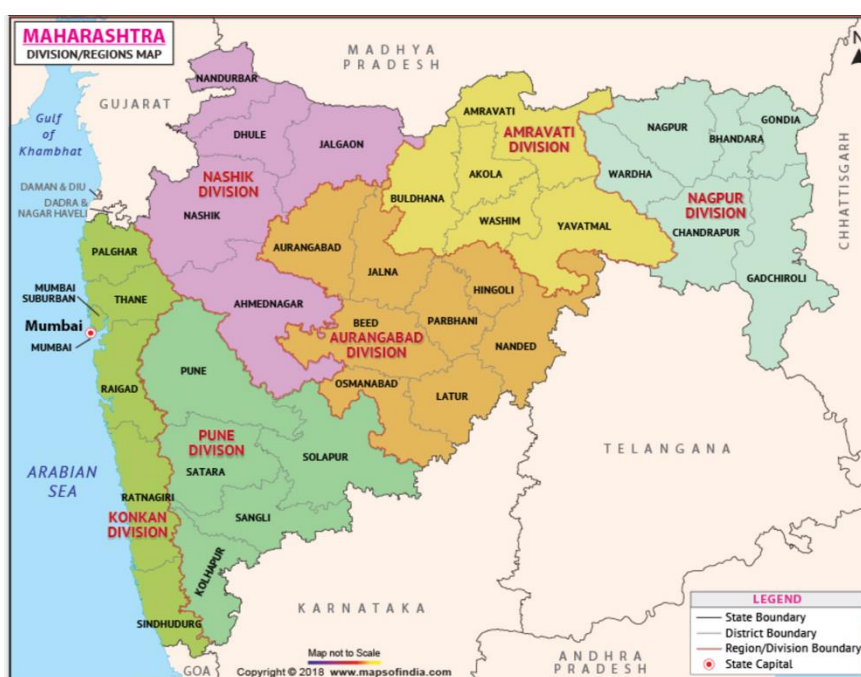 MAHARASHTRA
DIVISION/REGIONS MAP
N
MADHYA
PRADESH
GUJARAT
Gulf
of
Khambhat
DAMAN & DIU
DADRA &
NAGAR HAVELI
CHHATTISGARH
NANDURBAR
DHULE
JALGAON
NASHIK
DIVISION
NASHIK
AHMEDNAGAR
AMRAVATI
AMRAVATI
DIVISION
AKOLA
BULDHANA
WASHIM
YAVATMAL
NAGPUR
BHANDARA
GONDIA
WARDHA
NAGPUR
DIVISION
CHANDRAPUR
GADCHIROLI
AURANGABAD
JALNA
HINGOLI
PARBHANI
BEED
AURANGABAD
DIVISION
NANDED
OSMANABAD
LATUR
PALGHAR
MUMBAI
SUBURBAN
THANE
Mumbai
MUMBAI
RAIGAD
RATNAGIRI
KONKAN
DIVISION
SINDHUDURG
PUNE
PUNE
DIVISON
SATARA
SOLAPUR
SANGLI
KOLHAPUR
ARABIAN
SEA
TELANGANA
KARNATAKA
GOA
ANDHRA
PRADESH
LEGEND
State Boundary
District Boundary
Region/Division Boundary
State Capital
Map not to Scale
Copyright © 2018 www.mapsofindia.com